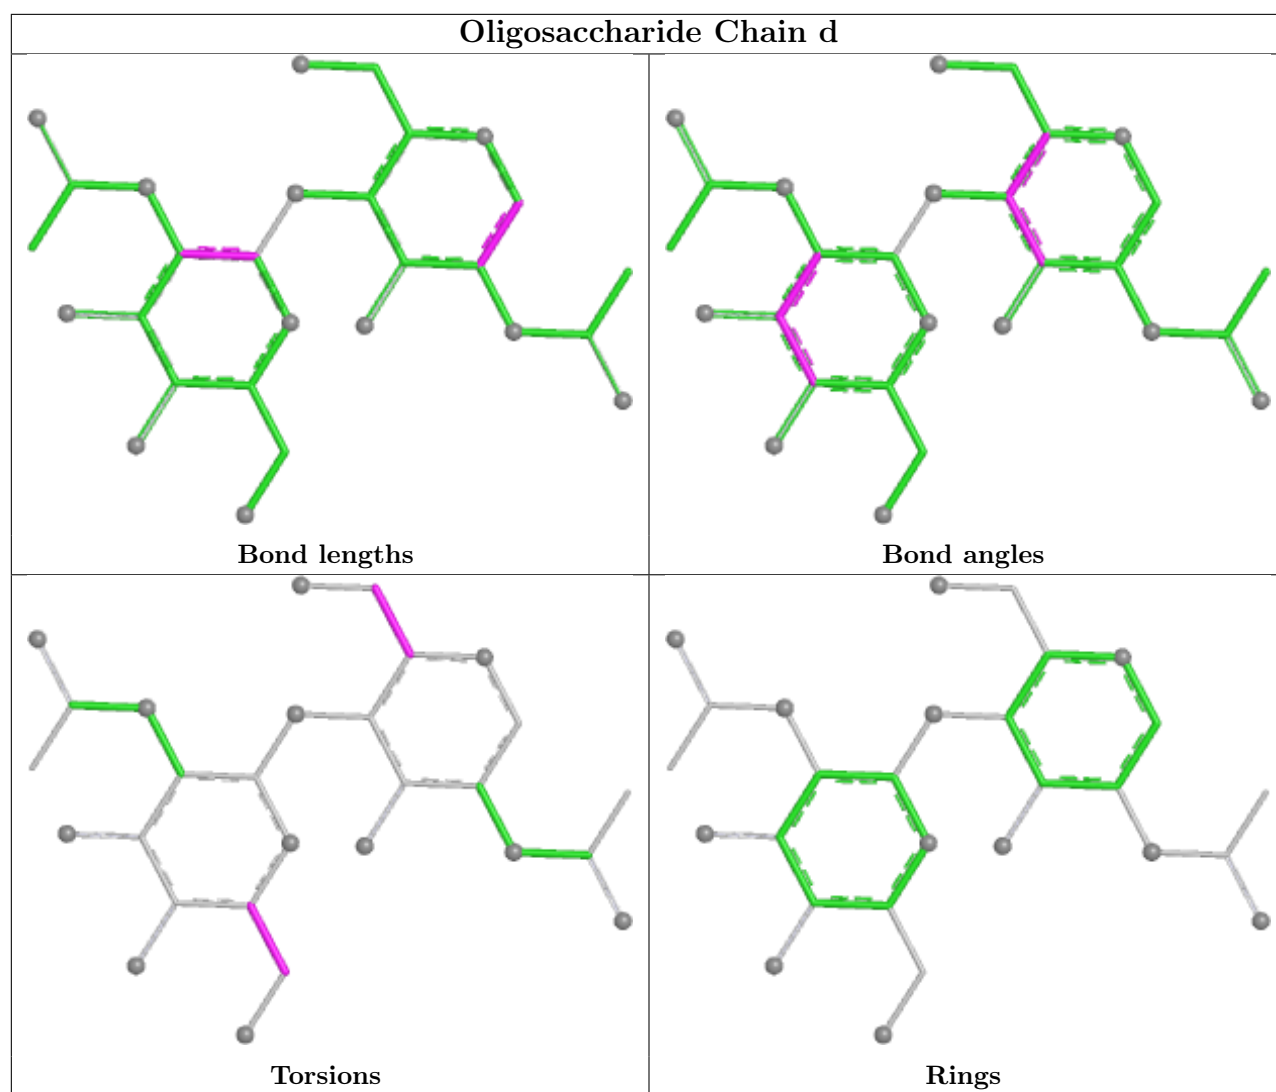 Oligosaccharide Chain d
Bond lengths
Bond angles
Torsions
Rings